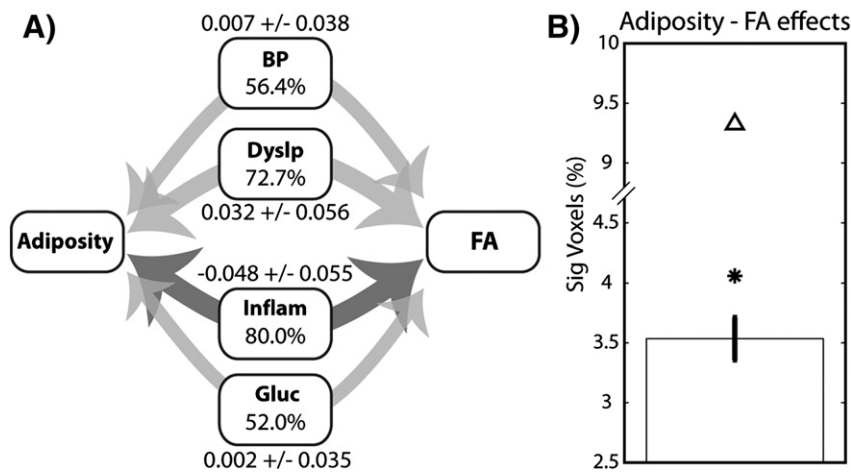 A)
0.007 +/- 0.038
BP
56.4%
Dyslp
72.7%
0.032 +/- 0.056
Adiposity
FA
-0.048 +/- 0.055
Inflam
80.0%
Gluc
52.0%
0.002 +/- 0.035
B)
Adiposity - FA effects
Sig Voxels (%)
10
9.5
9
4.5
4
3.5
3
2.5